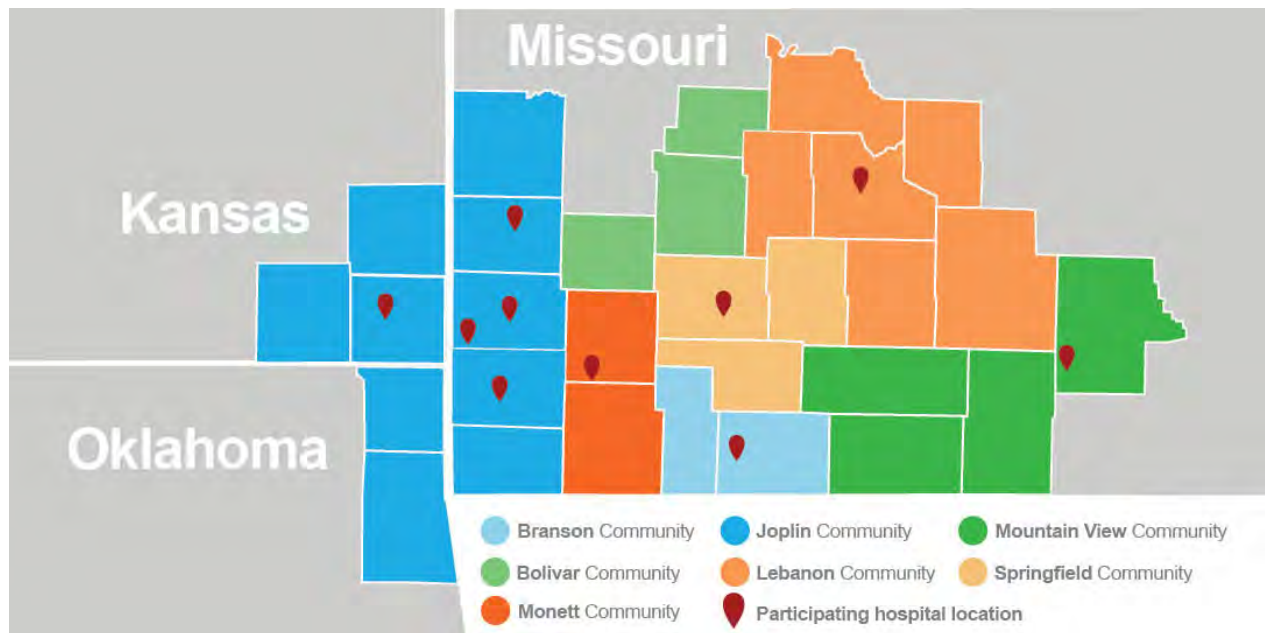 Missouri
Kansas
Oklahoma
Branson Community
Joplin Community
Mountain View Community
Bolivar Community
Lebanon Community
Springfield Community
Monett Community
Participating hospital location